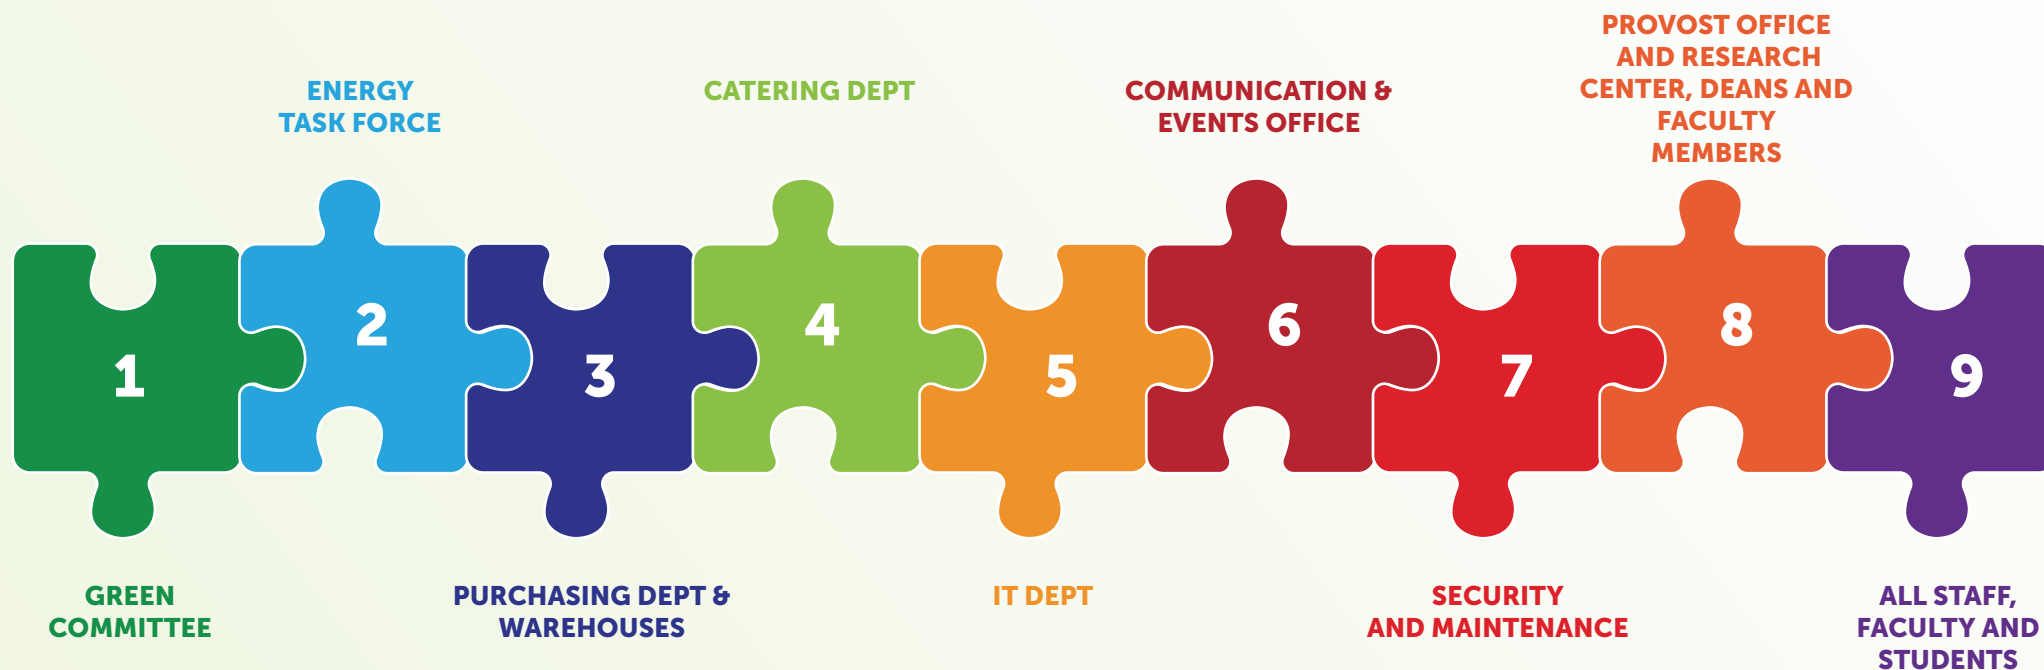 ENERGY
TASK FORCE
CATERING DEPT
COMMUNICATION &
EVENTS OFFICE
PROVOST OFFICE
AND RESEARCH
CENTER, DEANS AND
FACULTY
MEMBERS
1
2
3
4
5
6
7
8
9
GREEN
COMMITTEE
PURCHASING DEPT &
WAREHOUSES
IT DEPT
SECURITY
AND MAINTENANCE
ALL STAFF,
FACULTY AND
STUDENTS